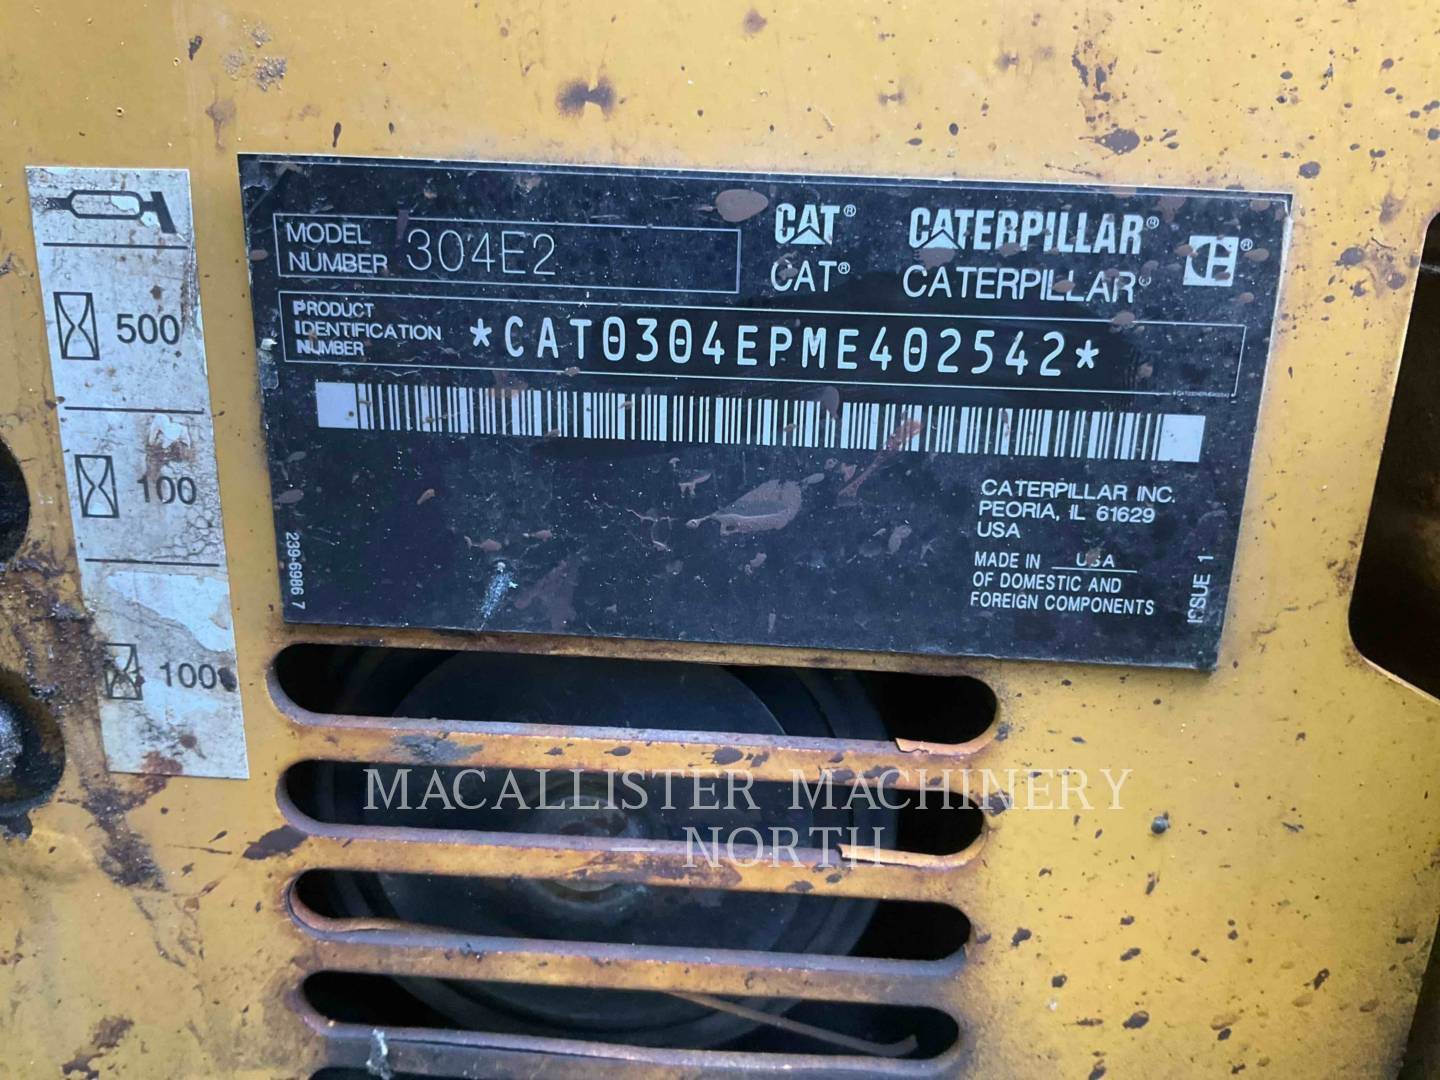 500
100
100
MODEL NUMBER 304E2
CAT® CATERPILLAR®
CAT® CATERPILLAR®
PRODUCT IDENTIFICATION NUMBER *CAT0304EPME402542*
CATERPILLAR INC.
PEORIA, IL 61629
USA
MADE IN USA
OF DOMESTIC AND
FOREIGN COMPONENTS
239-6986 7
ISSUE 1
MACALLISTER MACHINERY
— NORTH